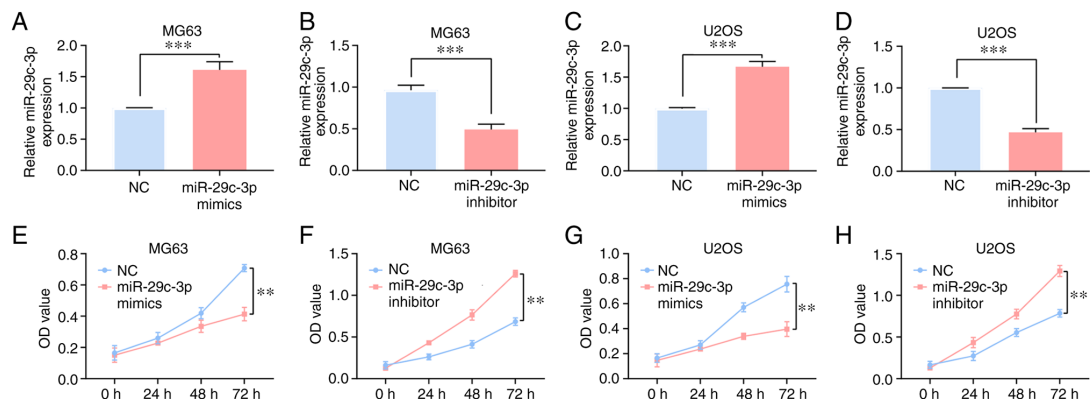 A
MG63
***
Relative miR-29c-3p
expression
2.0
1.5
1.0
0.5
0.0
NC
miR-29c-3p
mimics
B
MG63
***
Relative miR-29c-3p
expression
1.5
1.0
0.5
0.0
NC
miR-29c-3p
inhibitor
C
U2OS
***
Relative miR-29c-3p
expression
2.0
1.5
1.0
0.5
0.0
NC
miR-29c-3p
mimics
D
U2OS
***
Relative miR-29c-3p
expression
1.5
1.0
0.5
0.0
NC
miR-29c-3p
inhibitor
E
MG63
OD value
0.8
0.6
0.4
0.2
0.0
NC
miR-29c-3p
mimics
**
0 h 24 h 48 h 72 h
F
MG63
OD value
1.5
1.0
0.5
0.0
NC
miR-29c-3p
inhibitor
**
0 h 24 h 48 h 72 h
G
U2OS
OD value
1.0
0.8
0.6
0.4
0.2
0.0
NC
miR-29c-3p
mimics
**
0 h 24 h 48 h 72 h
H
U2OS
OD value
1.5
1.0
0.5
0.0
NC
miR-29c-3p
inhibitor
**
0 h 24 h 48 h 72 h